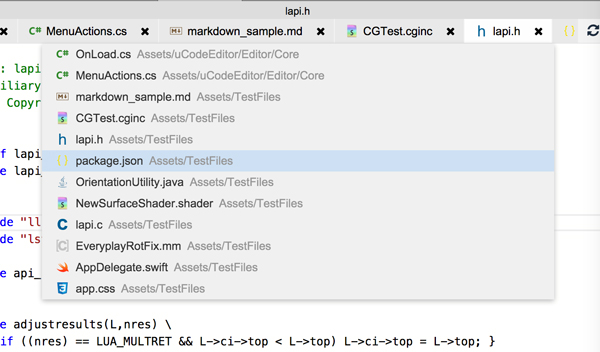 lapi.h
C# MenuActions.cs ✖ markdown_sample.md ✖ CGTest.cginc ✖ h lapi.h ✖ { }
C# OnLoad.cs Assets/uCodeEditor/Editor/Core
: lapi
C# MenuActions.cs Assets/uCodeEditor/Editor/Core
iliary
markdown_sample.md Assets/TestFiles
Copyr
CGTest.cginc Assets/TestFiles
h lapi.h Assets/TestFiles
f lapi_
{ } package.json Assets/TestFiles
e lapi_
OrientationUtility.java Assets/TestFiles
NewSurfaceShader.shader Assets/TestFiles
de "ll
C lapi.c Assets/TestFiles
de "ls
[C] EveryplayRotFix.mm Assets/TestFiles
AppDelegate.swift Assets/TestFiles
e api_
app.css Assets/TestFiles
e adjustresults(L,nres) \
if ((nres) == LUA_MULTRET && L->ci->top < L->top) L->ci->top = L->top; }